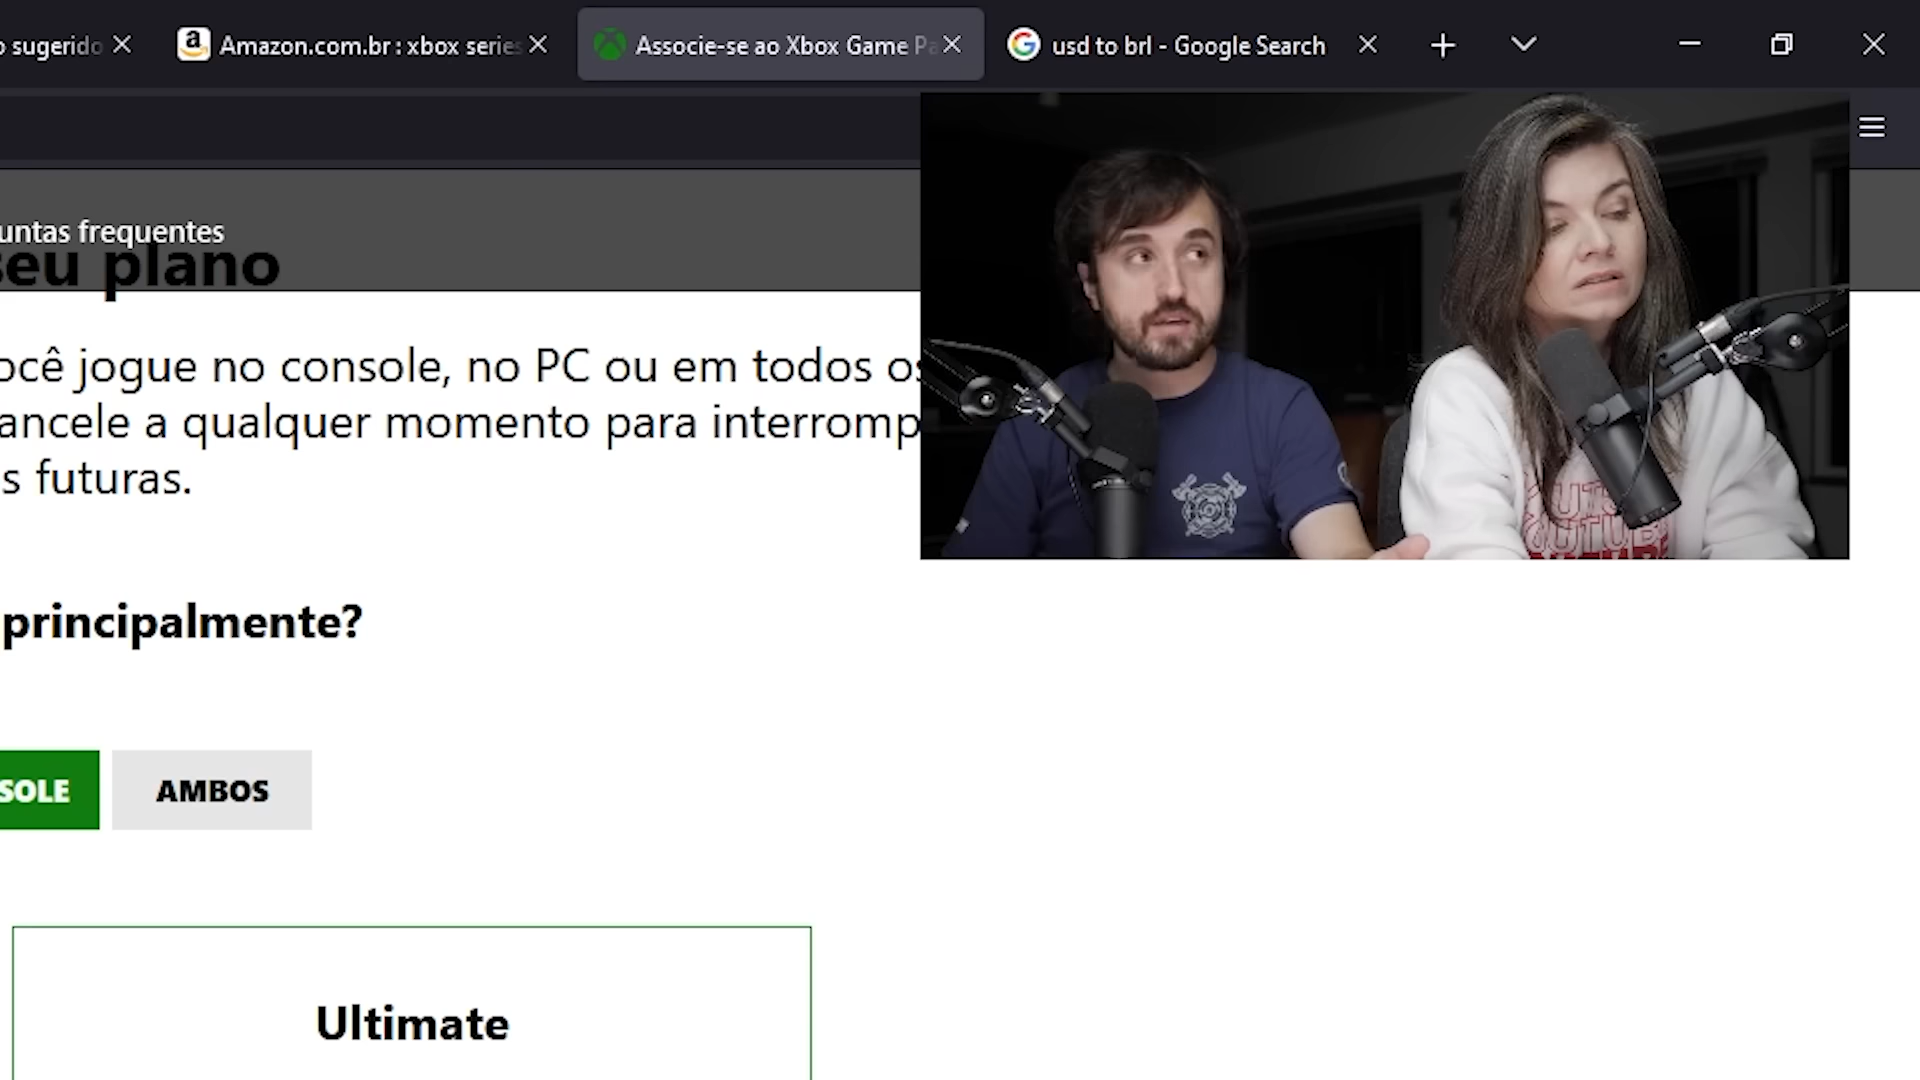 o sugerido
Amazon.com.br : xbox series
Associe-se ao Xbox Game Pa
usd to brl - Google Search
untas frequentes
seu plano
ocê jogue no console, no PC ou em todos os
ancele a qualquer momento para interromp
s futuras.
principalmente?
SOLE
AMBOS
Ultimate